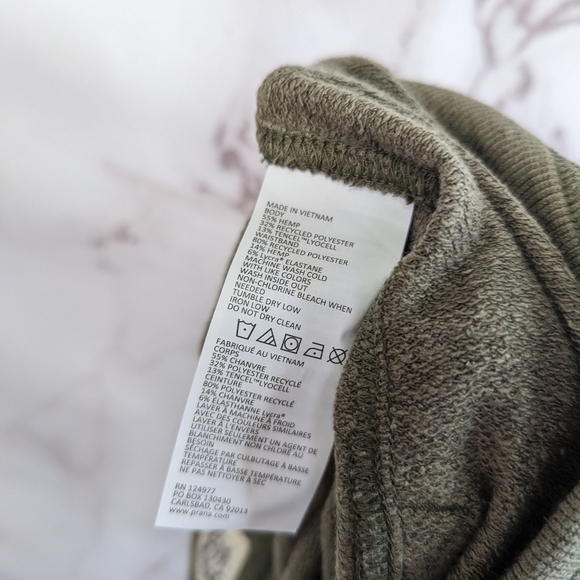 MADE IN VIETNAM
BODY
55% HEMP
32% RECYCLED POLYESTER
13% TENCEL™LYOCELL
WAISTBAND
80% RECYCLED POLYESTER
14% HEMP
6% Lycra® ELASTANE
MACHINE WASH COLD
WITH LIKE COLORS
WASH INSIDE OUT
NON-CHLORINE BLEACH WHEN
NEEDED
TUMBLE DRY LOW
IRON LOW
DO NOT DRY CLEAN
FABRIQUÉ AU VIETNAM
CORPS
55% CHANVRE
32% POLYESTER RECYCLÉ
13% TENCEL™LYOCELL
CEINTURE
80% POLYESTER RECYCLÉ
14% CHANVRE
6% ÉLASTHANNE Lycra®
LAVER À MACHINE À FROID
AVEC DES COULEURS SIMILAIRES
LAVER À L'ENVERS
UTILISER SEULEMENT UN AGENT DE
BLANCHIMENT NON CHLORÉ AU
BESOIN
SÉCHAGE PAR CULBUTAGE À BASSE
TEMPÉRATURE
REPASSER À BASSE TEMPÉRATURE
NE PAS NETTOYER À SEC
RN 124977
PO BOX 130430
CARLSBAD, CA 92013
www.prana.com